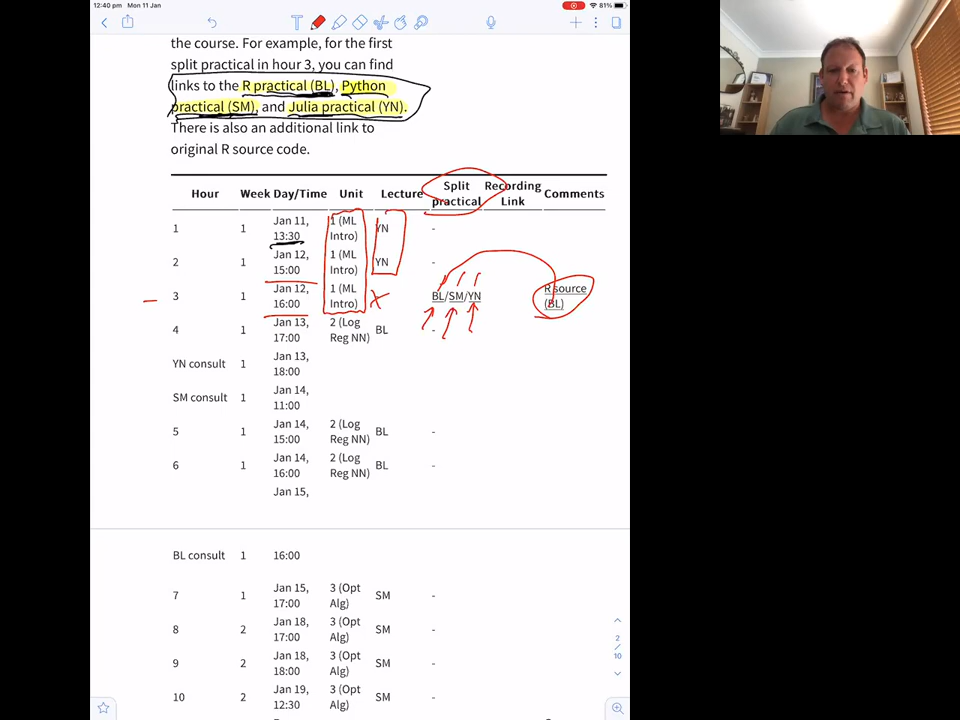 12:40 pm Mon 11 Jan
81%
the course. For example, for the first
split practical in hour 3, you can find
links to the R practical (BL), Python
practical (SM), and Julia practical (YN).
There is also an additional link to
original R source code.
Hour Week Day/Time Unit Lecture Split practical Recording Link Comments
1 1 Jan 11, 13:30 1 (ML Intro) YN -
2 1 Jan 12, 15:00 1 (ML Intro) YN -
3 1 Jan 12, 16:00 1 (ML Intro) BL/SM/YN R source (BL)
4 1 Jan 13, 17:00 2 (Log Reg NN) BL -
YN consult 1 Jan 13, 18:00
SM consult 1 Jan 14, 11:00
5 1 Jan 14, 15:00 2 (Log Reg NN) BL -
6 1 Jan 14, 16:00 2 (Log Reg NN) BL -
Jan 15,
BL consult 1 16:00
7 1 Jan 15, 17:00 3 (Opt Alg) SM -
8 2 Jan 18, 17:00 3 (Opt Alg) SM -
9 2 Jan 18, 18:00 3 (Opt Alg) SM -
10 2 Jan 19, 12:30 3 (Opt Alg) SM -
2
/
10